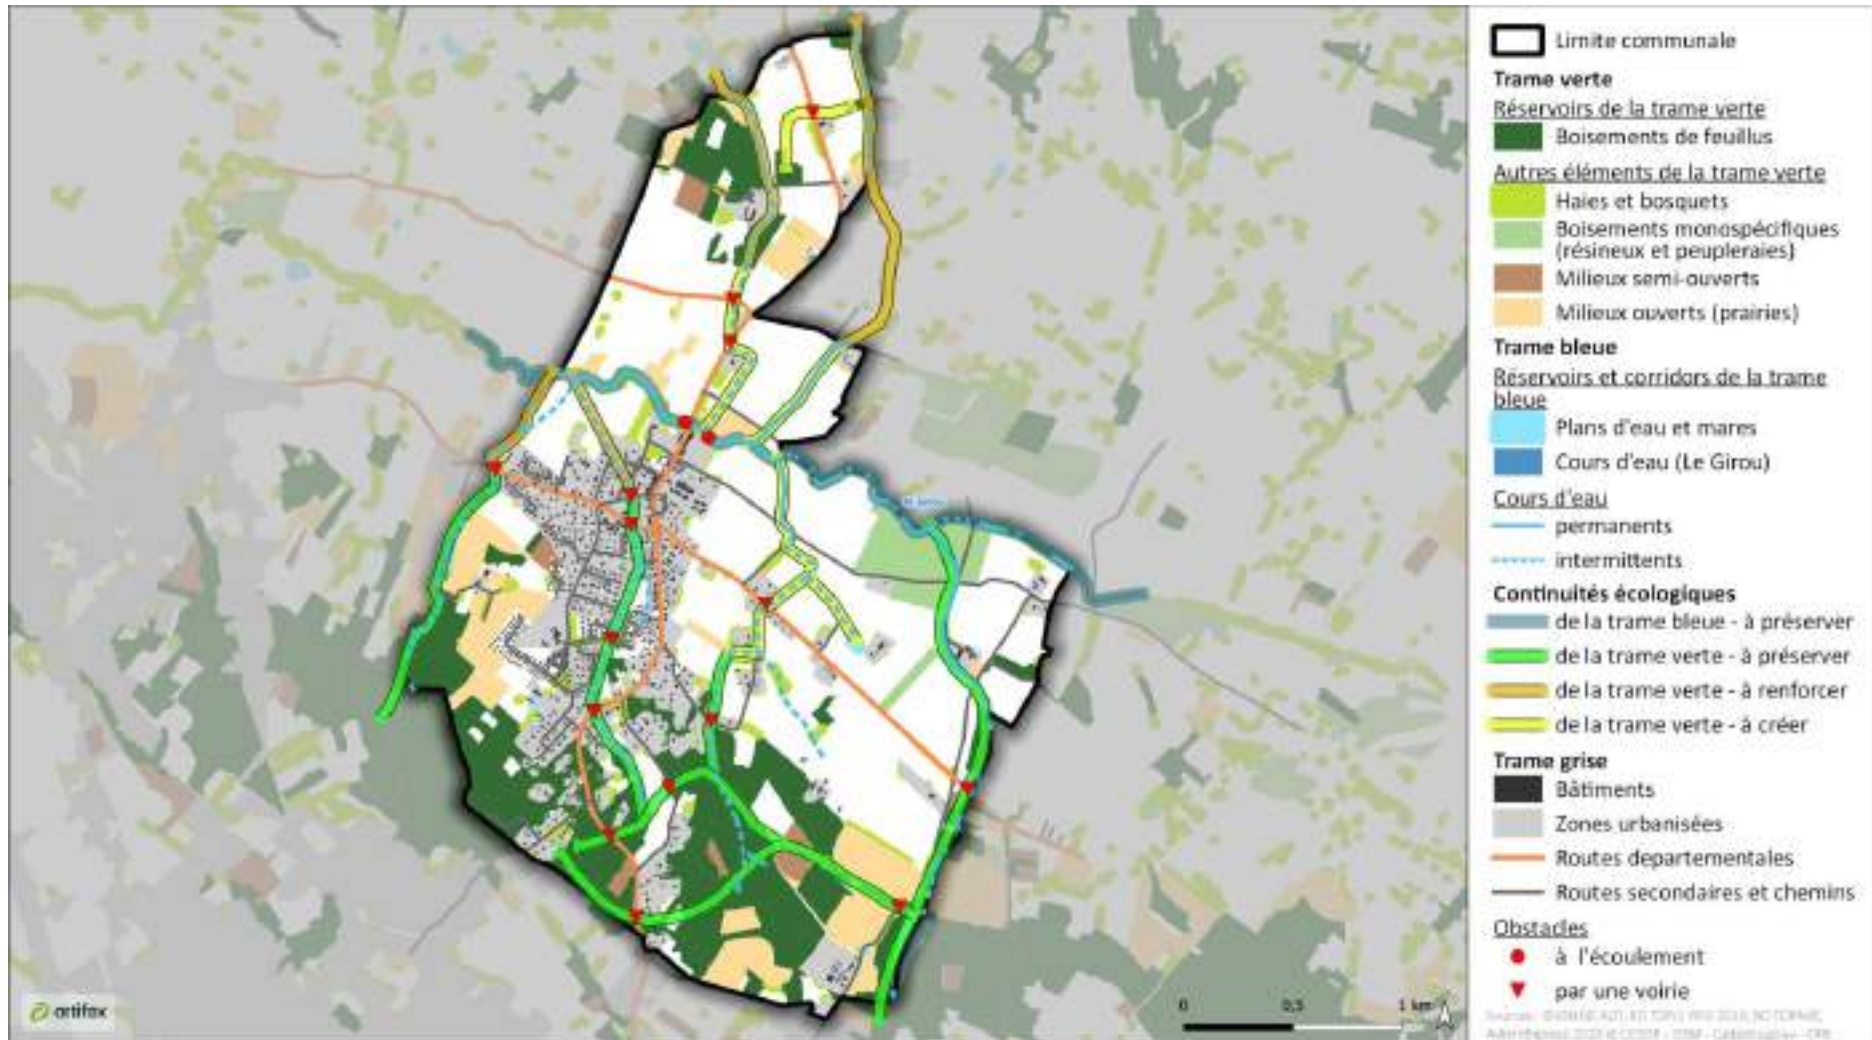 Limite communale
Trame verte
Réservoirs de la trame verte
Boisements de feuillus
Autres éléments de la trame verte
Haies et bosquets
Boisements monospécifiques
(résineux et peupleraies)
Milieux semi-ouverts
Milieux ouverts (prairies)
Trame bleue
Réservoirs et corridors de la trame
bleue
Plans d'eau et mares
Cours d'eau (Le Girou)
Cours d'eau
permanents
intermittents
Continuités écologiques
de la trame bleue - à préserver
de la trame verte - à préserver
de la trame verte - à renforcer
de la trame verte - à créer
Trame grise
Bâtiments
Zones urbanisées
Routes departementales
Routes secondaires et chemins
Obstacles
à l'écoulement
par une voirie
0 0,5 1 km
artifex